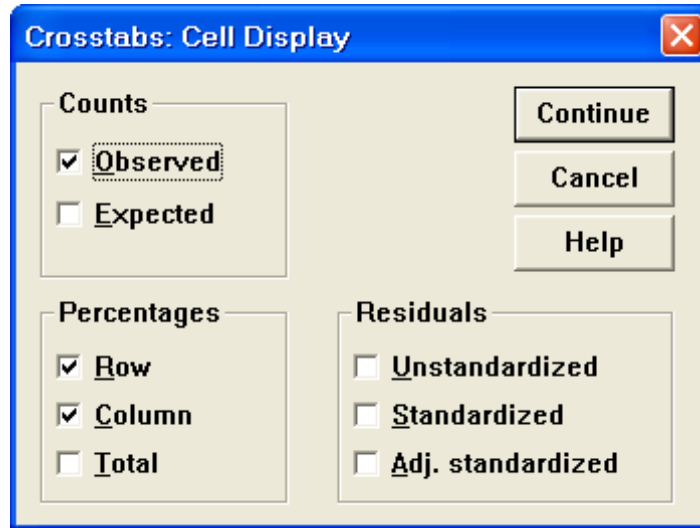 Crosstabs: Cell Display
Counts
Observed
Expected
Continue
Cancel
Help
Percentages
Row
Column
Total
Residuals
Unstandardized
Standardized
Adj. standardized